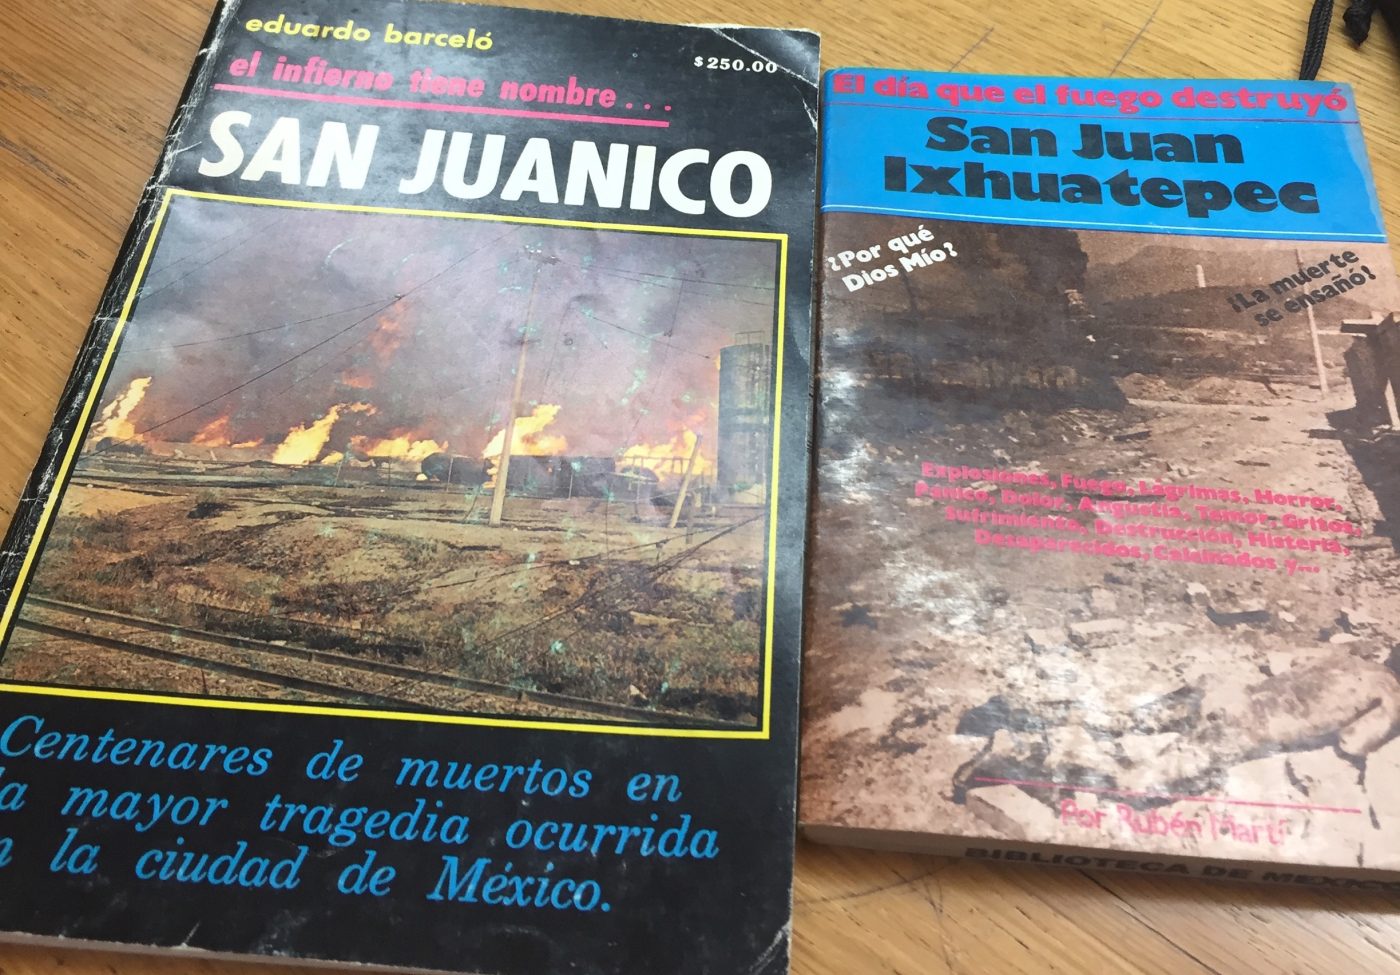 eduardo barceló
$250.00
el infierno tiene nombre...
SAN JUANICO
Centenares de muertos en
a mayor tragedia ocurrida
n la ciudad de México.
El día que el fuego destruyó
San Juan
Ixhuatepec
¿Por qué
Dios Mío?
¡La muerte
se ensañó!
Explosiones, Fuego, Lágrimas, Horror,
Pánico, Dolor, Angustia, Temor, Gritos,
Sufrimiento, Destrucción, Histeria,
Desaparecidos, Calcinados y...
Por Rubén Martí
BIBLIOTECA DE MEXICO